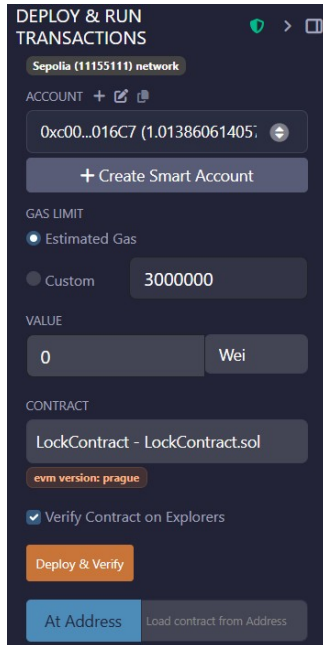 DEPLOY & RUN
TRANSACTIONS
Sepolia (11155111) network
ACCOUNT
0xc00...016C7 (1.013860614057
Create Smart Account
GAS LIMIT
Estimated Gas
Custom
3000000
VALUE
0
Wei
CONTRACT
LockContract - LockContract.sol
evm version: prague
Verify Contract on Explorers
Deploy & Verify
At Address
Load contract from Address